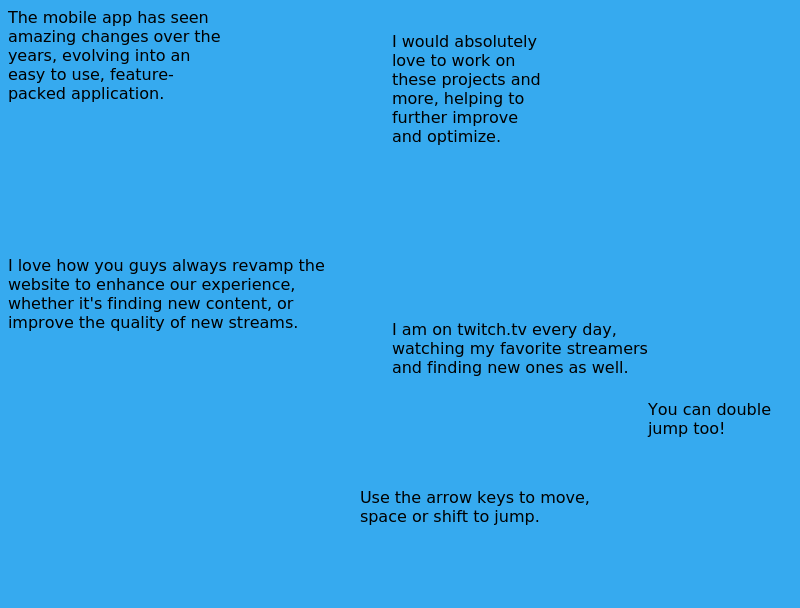 The mobile app has seen
amazing changes over the
years, evolving into an
easy to use, feature-
packed application.
I would absolutely
love to work on
these projects and
more, helping to
further improve
and optimize.
I love how you guys always revamp the
website to enhance our experience,
whether it's finding new content, or
improve the quality of new streams.
I am on twitch.tv every day,
watching my favorite streamers
and finding new ones as well.
You can double
jump too!
Use the arrow keys to move,
space or shift to jump.